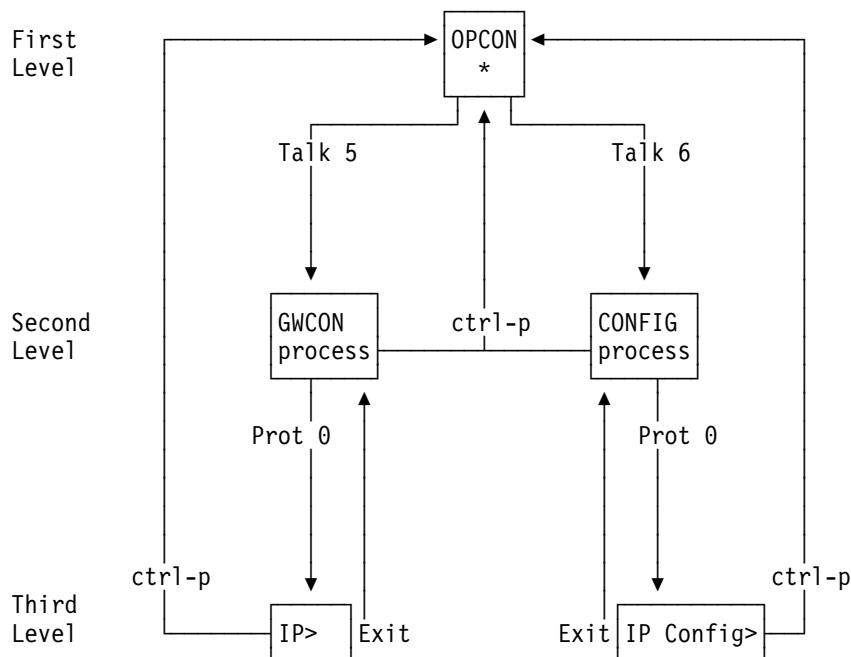 First
Level
OPCON
*
Talk 5
Talk 6
Second
Level
GWCON
process
ctrl-p
CONFIG
process
Prot 0
Prot 0
ctrl-p
ctrl-p
Third
Level
IP>
Exit
Exit
IP Config>